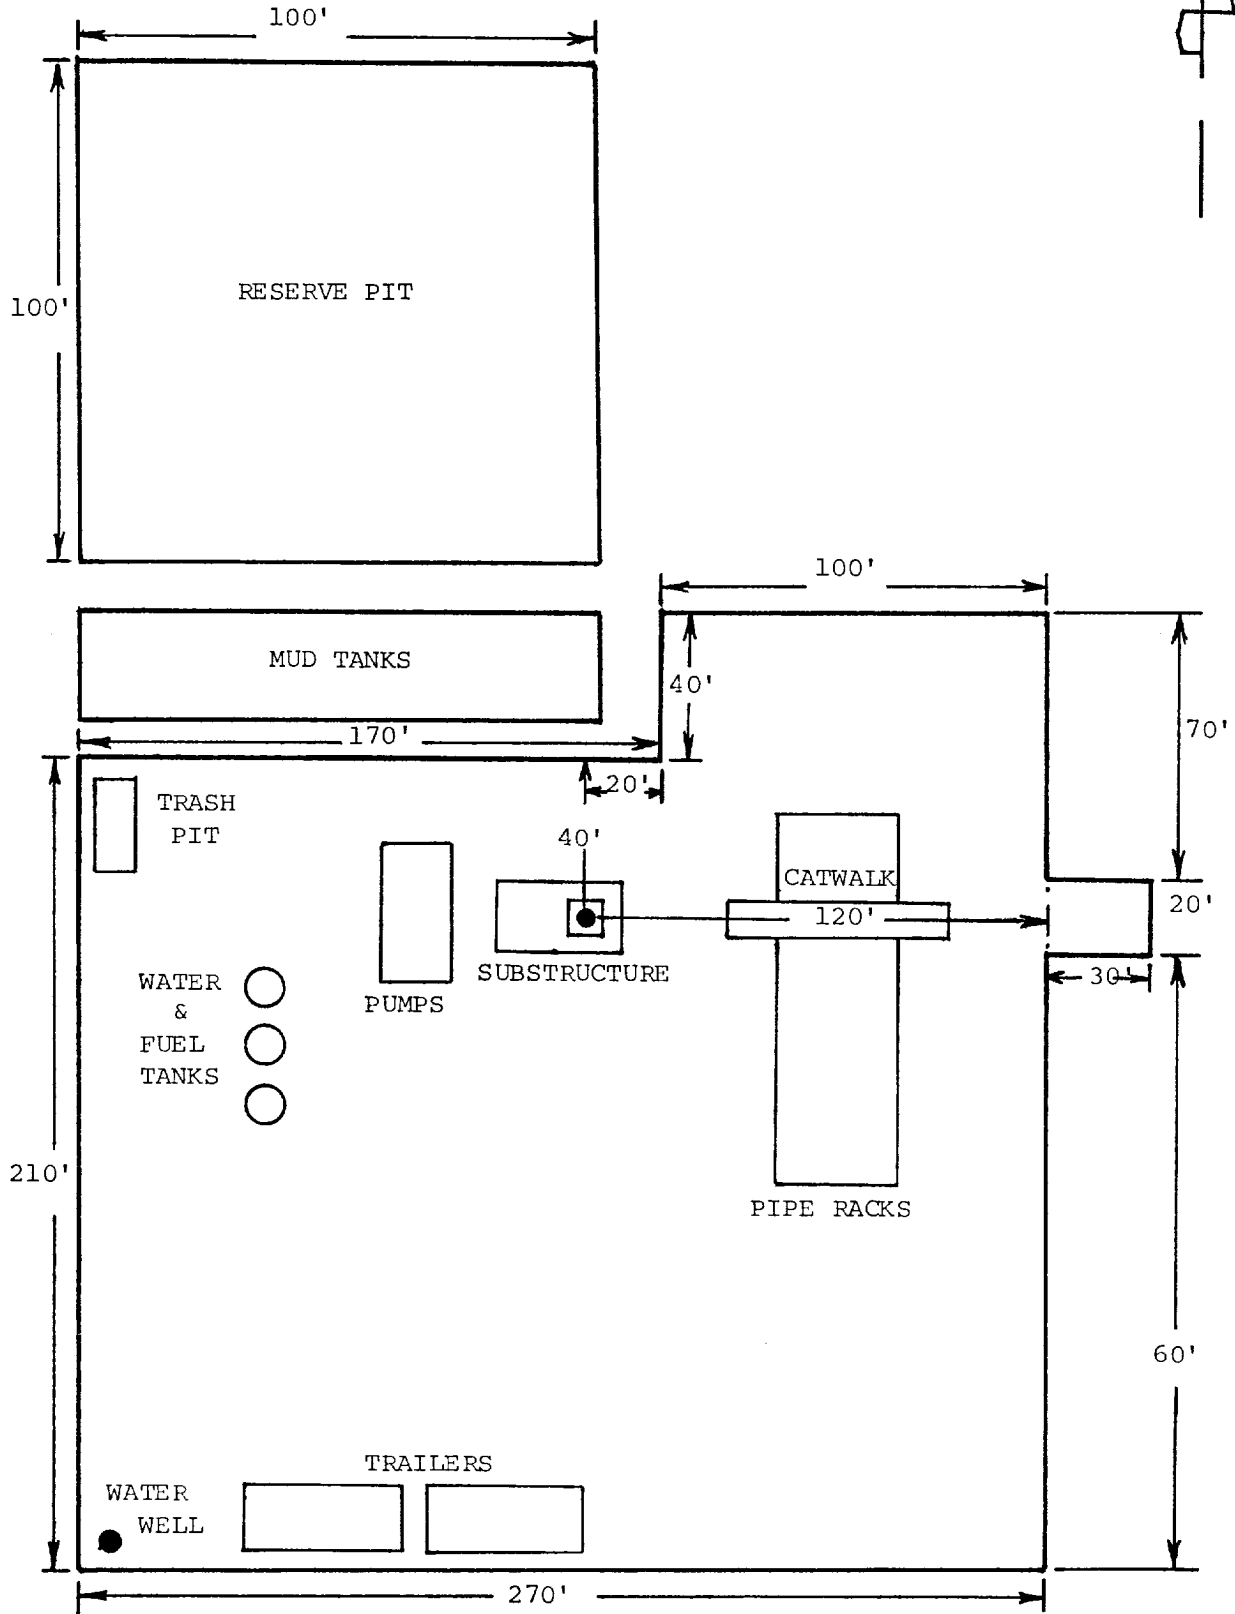 100'
100'
RESERVE PIT
100'
MUD TANKS
40'
70'
170'
20'
TRASH
PIT
40'
CATWALK
120'
20'
SUBSTRUCTURE
30'
WATER
&
FUEL
TANKS
PUMPS
210'
PIPE RACKS
60'
TRAILERS
WATER
WELL
270'